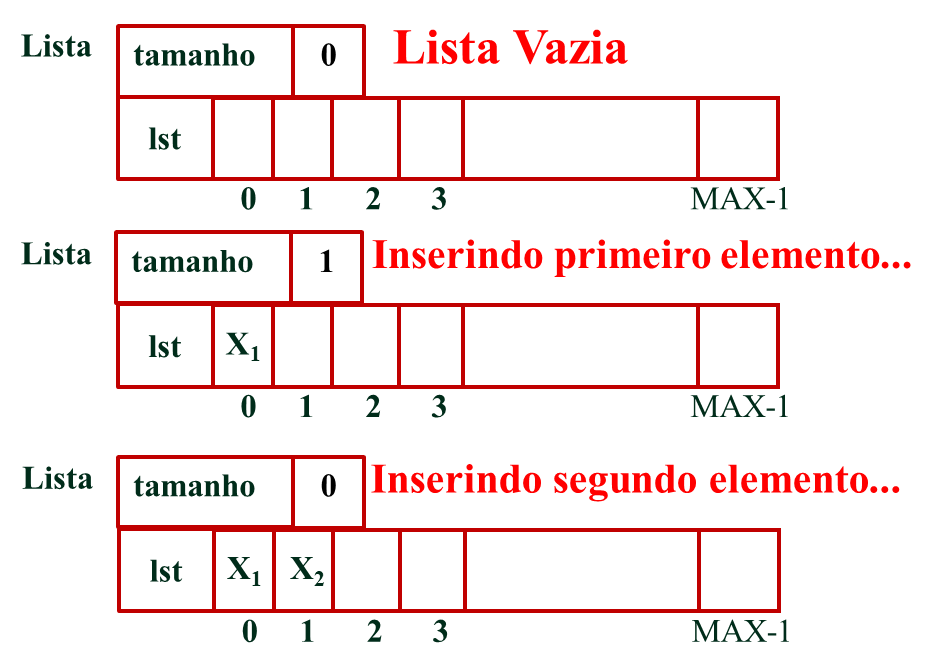 Lista tamanho 0 Lista Vazia
lst
0 1 2 3 MAX-1
Lista tamanho 1 Inserindo primeiro elemento...
lst X₁
0 1 2 3 MAX-1
Lista tamanho 0 Inserindo segundo elemento...
lst X₁ X₂
0 1 2 3 MAX-1